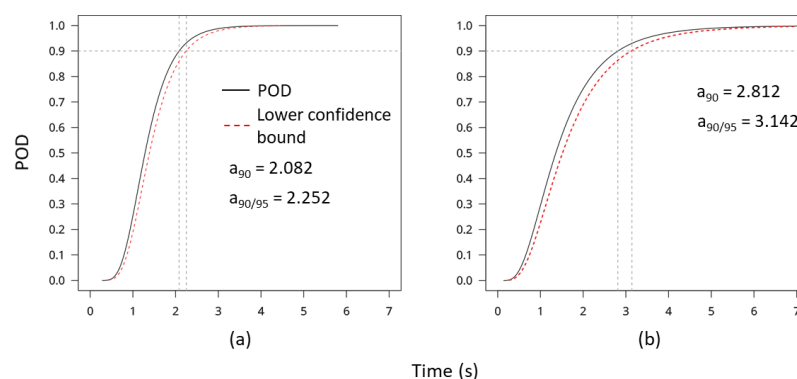 POD
1.0
0.9
0.8
0.7
0.6
0.5
0.4
0.3
0.2
0.1
0.0
POD
Lower confidence
bound
a90 = 2.082
a90/95 = 2.252
0 1 2 3 4 5 6 7
(a)
1.0
0.9
0.8
0.7
0.6
0.5
0.4
0.3
0.2
0.1
0.0
a90 = 2.812
a90/95 = 3.142
0 1 2 3 4 5 6 7
(b)
Time (s)